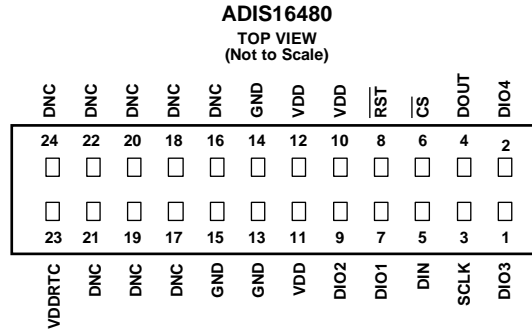 ADIS16480
TOP VIEW
(Not to Scale)
DNC DNC DNC DNC DNC GND VDD VDD RST CS DOUT DIO4
24 22 20 18 16 14 12 10 8 6 4 2
23 21 19 17 15 13 11 9 7 5 3 1
VDDRTC DNC DNC DNC GND GND VDD DIO2 DIO1 DIN SCLK DIO3